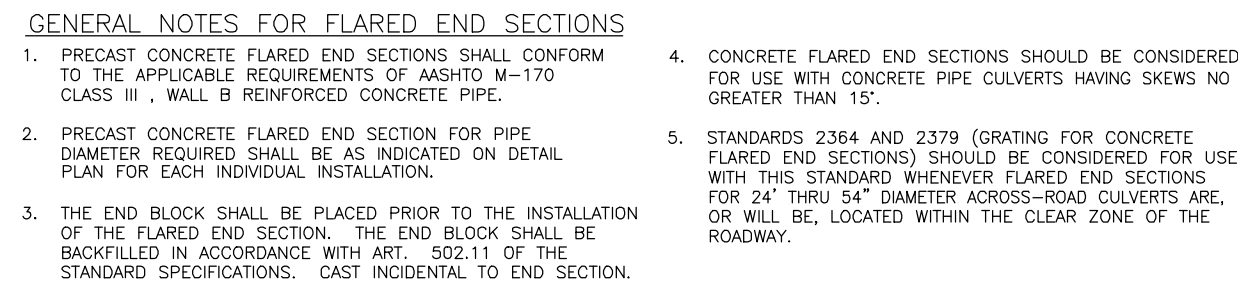 GENERAL NOTES FOR FLARED END SECTIONS
1. PRECAST CONCRETE FLARED END SECTIONS SHALL CONFORM
TO THE APPLICABLE REQUIREMENTS OF AASHTO M-170
CLASS III , WALL B REINFORCED CONCRETE PIPE.
2. PRECAST CONCRETE FLARED END SECTION FOR PIPE
DIAMETER REQUIRED SHALL BE AS INDICATED ON DETAIL
PLAN FOR EACH INDIVIDUAL INSTALLATION.
3. THE END BLOCK SHALL BE PLACED PRIOR TO THE INSTALLATION
OF THE FLARED END SECTION. THE END BLOCK SHALL BE
BACKFILLED IN ACCORDANCE WITH ART. 502.11 OF THE
STANDARD SPECIFICATIONS. CAST INCIDENTAL TO END SECTION.
4. CONCRETE FLARED END SECTIONS SHOULD BE CONSIDERED
FOR USE WITH CONCRETE PIPE CULVERTS HAVING SKEWS NO
GREATER THAN 15°.
5. STANDARDS 2364 AND 2379 (GRATING FOR CONCRETE
FLARED END SECTIONS) SHOULD BE CONSIDERED FOR USE
WITH THIS STANDARD WHENEVER FLARED END SECTIONS
FOR 24' THRU 54" DIAMETER ACROSS-ROAD CULVERTS ARE,
OR WILL BE, LOCATED WITHIN THE CLEAR ZONE OF THE
ROADWAY.